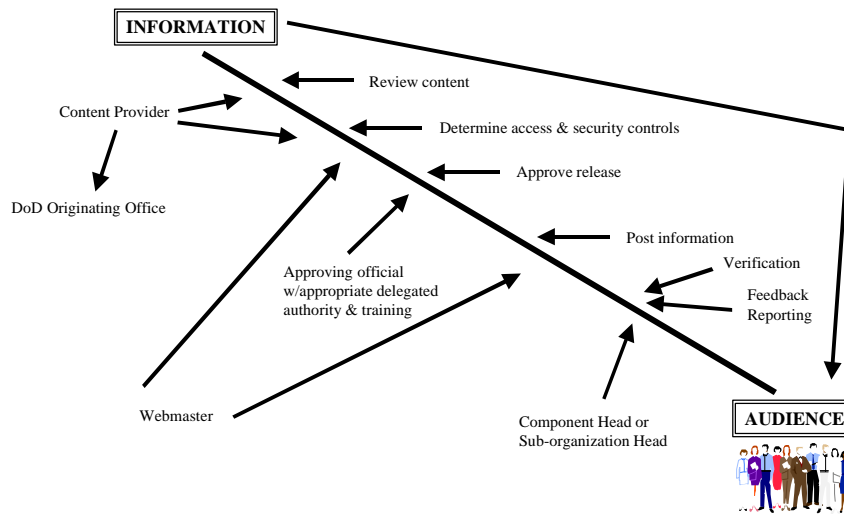 INFORMATION
Review content
Content Provider
Determine access & security controls
Approve release
DoD Originating Office
Post information
Verification
Approving official
w/appropriate delegated
authority & training
Feedback
Reporting
Webmaster
Component Head or
Sub-organization Head
AUDIENCE